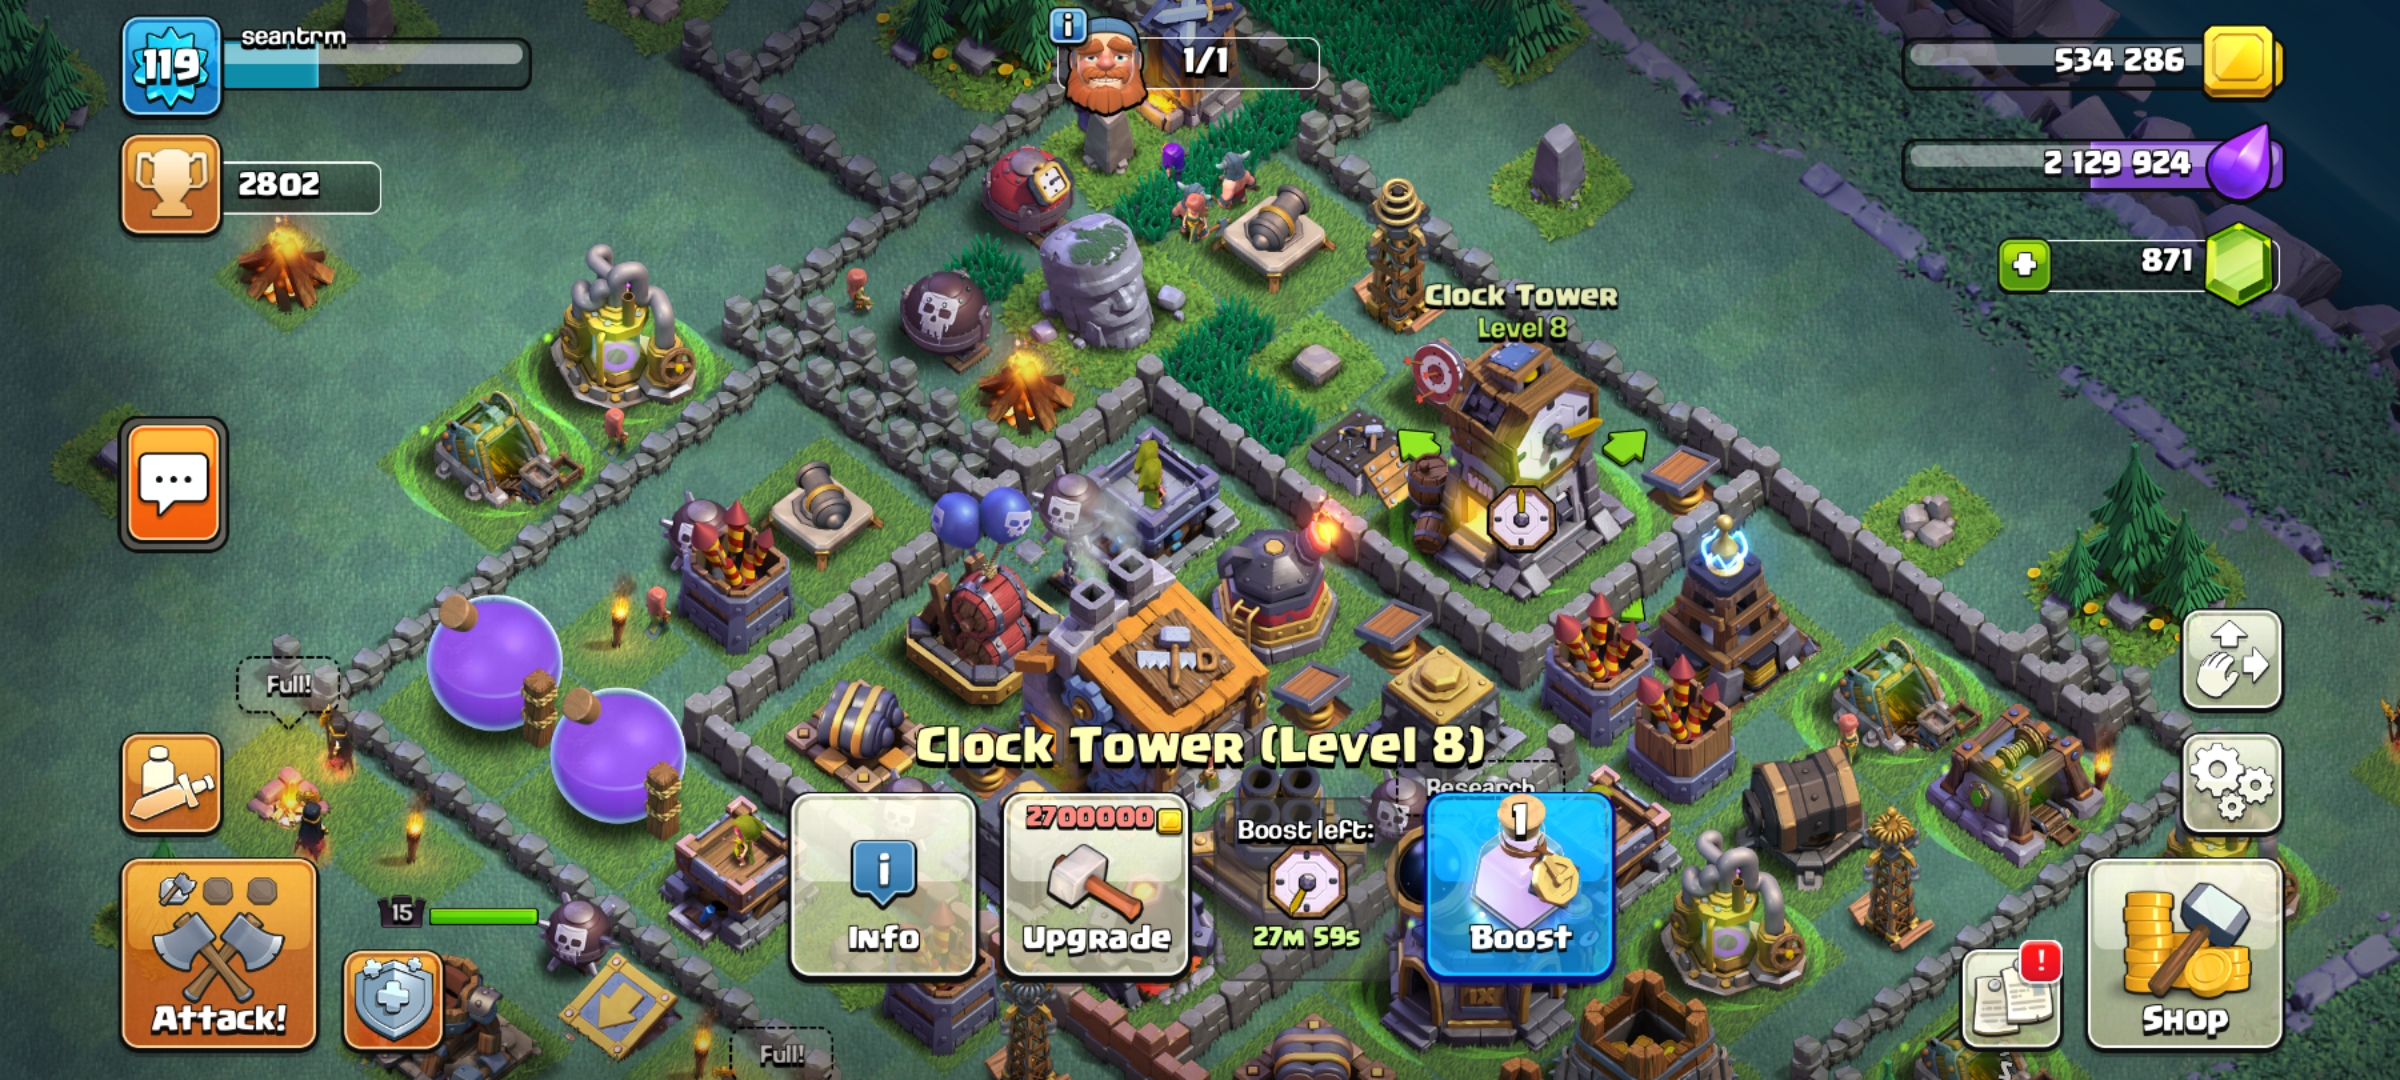 119
seantrm
1/1
534 286
2802
2 129 924
871
Clock Tower
Level 8
Full!
Clock Tower (Level 8)
Research
2700000
Boost left:
1
15
Info
Upgrade
27m 59s
Boost
Attack!
Shop
Full!